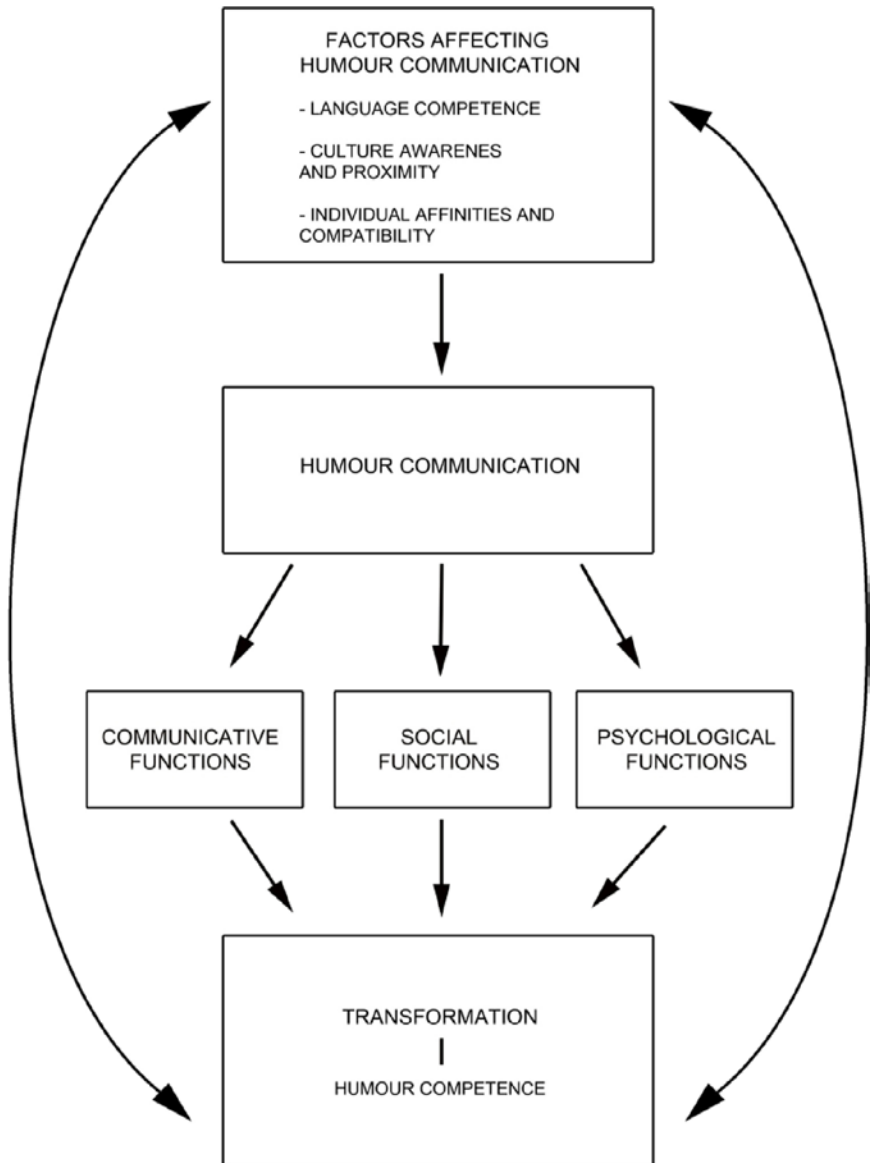 FACTORS AFFECTING
HUMOUR COMMUNICATION
- LANGUAGE COMPETENCE
- CULTURE AWARENES
AND PROXIMITY
- INDIVIDUAL AFFINITIES AND
COMPATIBILITY
HUMOUR COMMUNICATION
COMMUNICATIVE
FUNCTIONS
SOCIAL
FUNCTIONS
PSYCHOLOGICAL
FUNCTIONS
TRANSFORMATION
HUMOUR COMPETENCE